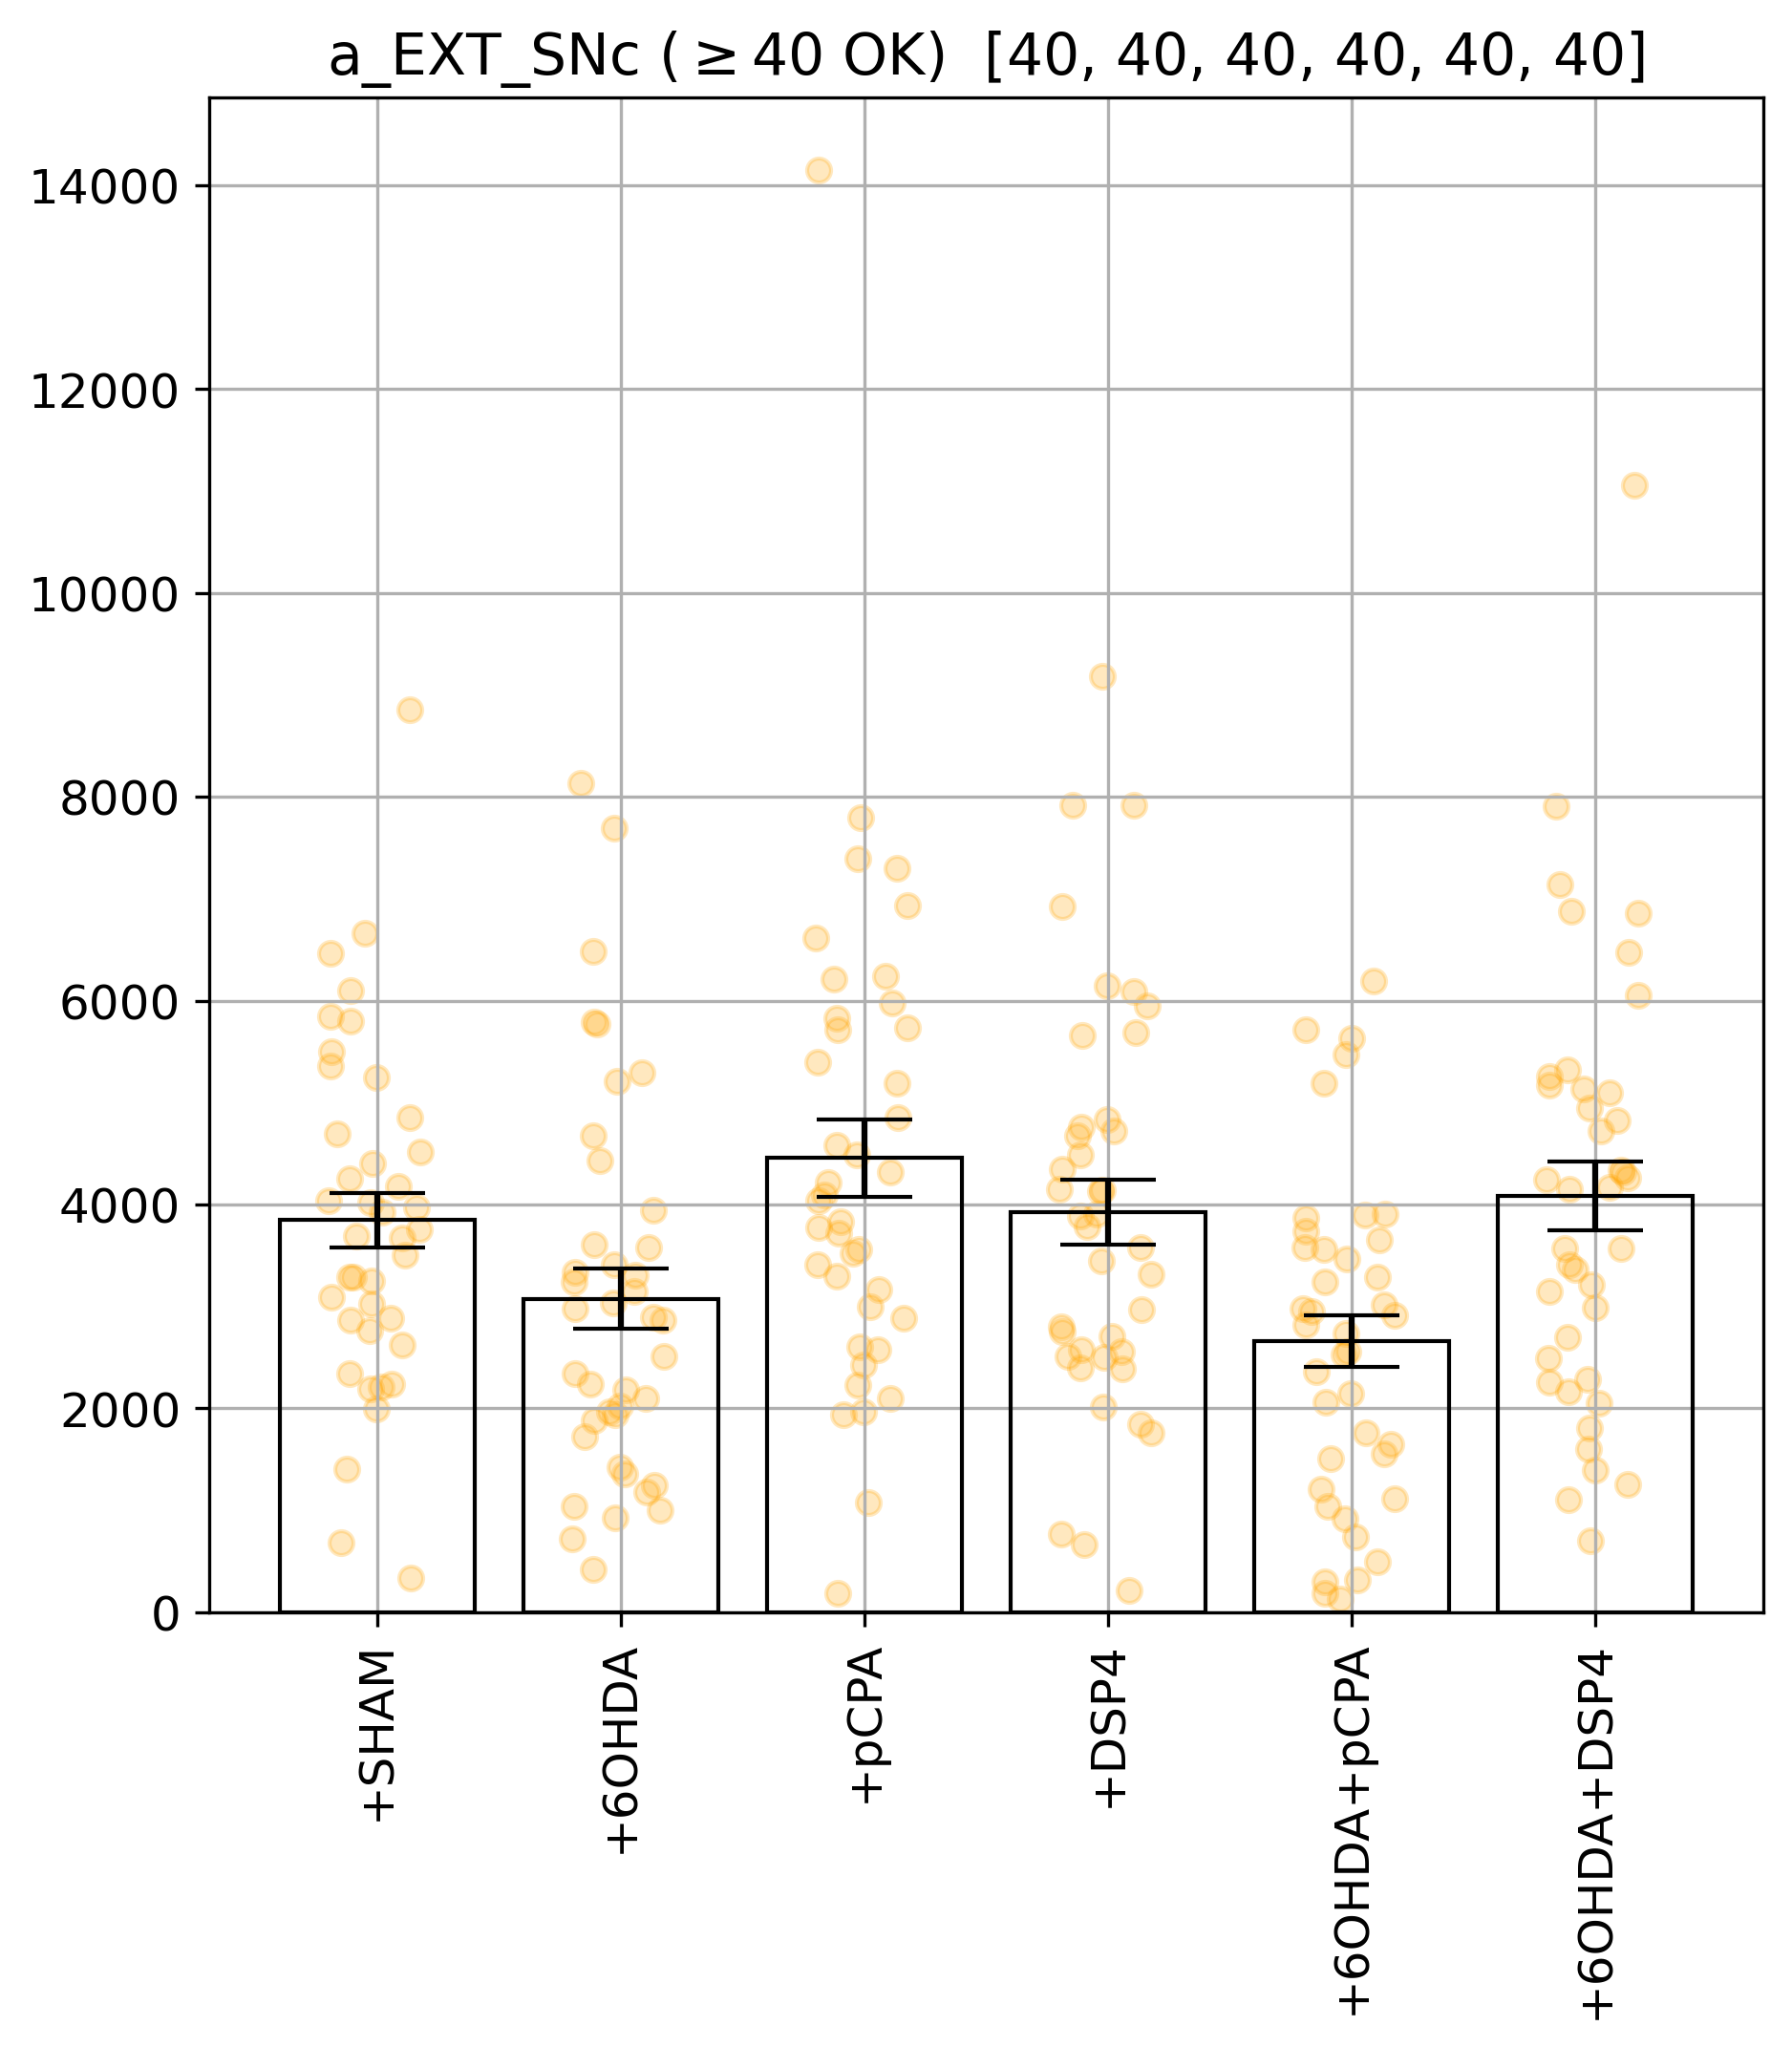 a_EXT_SNc (≥40 OK) [40, 40, 40, 40, 40, 40]
14000
12000
10000
8000
6000
4000
2000
0
+SHAM
+6OHDA
+pCPA
+DSP4
+6OHDA+pCPA
+6OHDA+DSP4